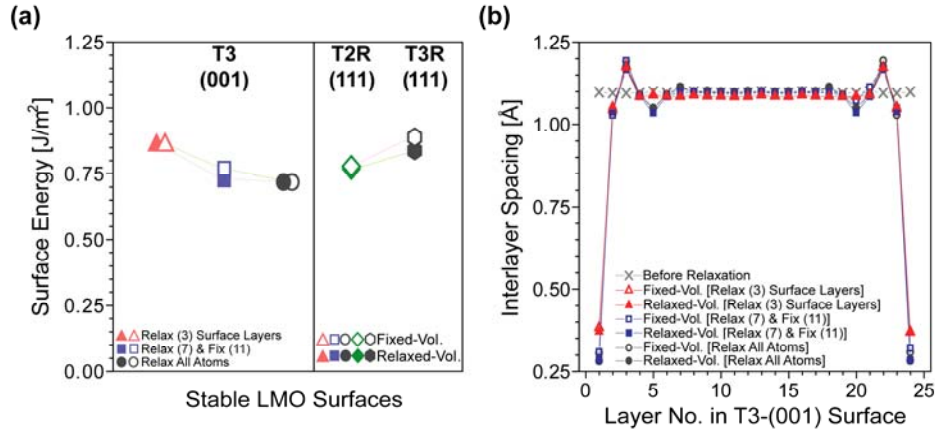 (a)
T3
(001)
T2R
(111)
T3R
(111)
1.25
1.00
0.75
0.50
0.25
0.00
Surface Energy [J/m²]
Relax (3) Surface Layers
Relax (7) & Fix (11)
Relax All Atoms
Fixed-Vol.
Relaxed-Vol.
Stable LMO Surfaces
(b)
1.25
1.00
0.75
0.50
0.25
Interlayer Spacing [Å]
Before Relaxation
Fixed-Vol. [Relax (3) Surface Layers]
Relaxed-Vol. [Relax (3) Surface Layers]
Fixed-Vol. [Relax (7) & Fix (11)]
Relaxed-Vol. [Relax (7) & Fix (11)]
Fixed-Vol. [Relax All Atoms]
Relaxed-Vol. [Relax All Atoms]
0 5 10 15 20 25
Layer No. in T3-(001) Surface